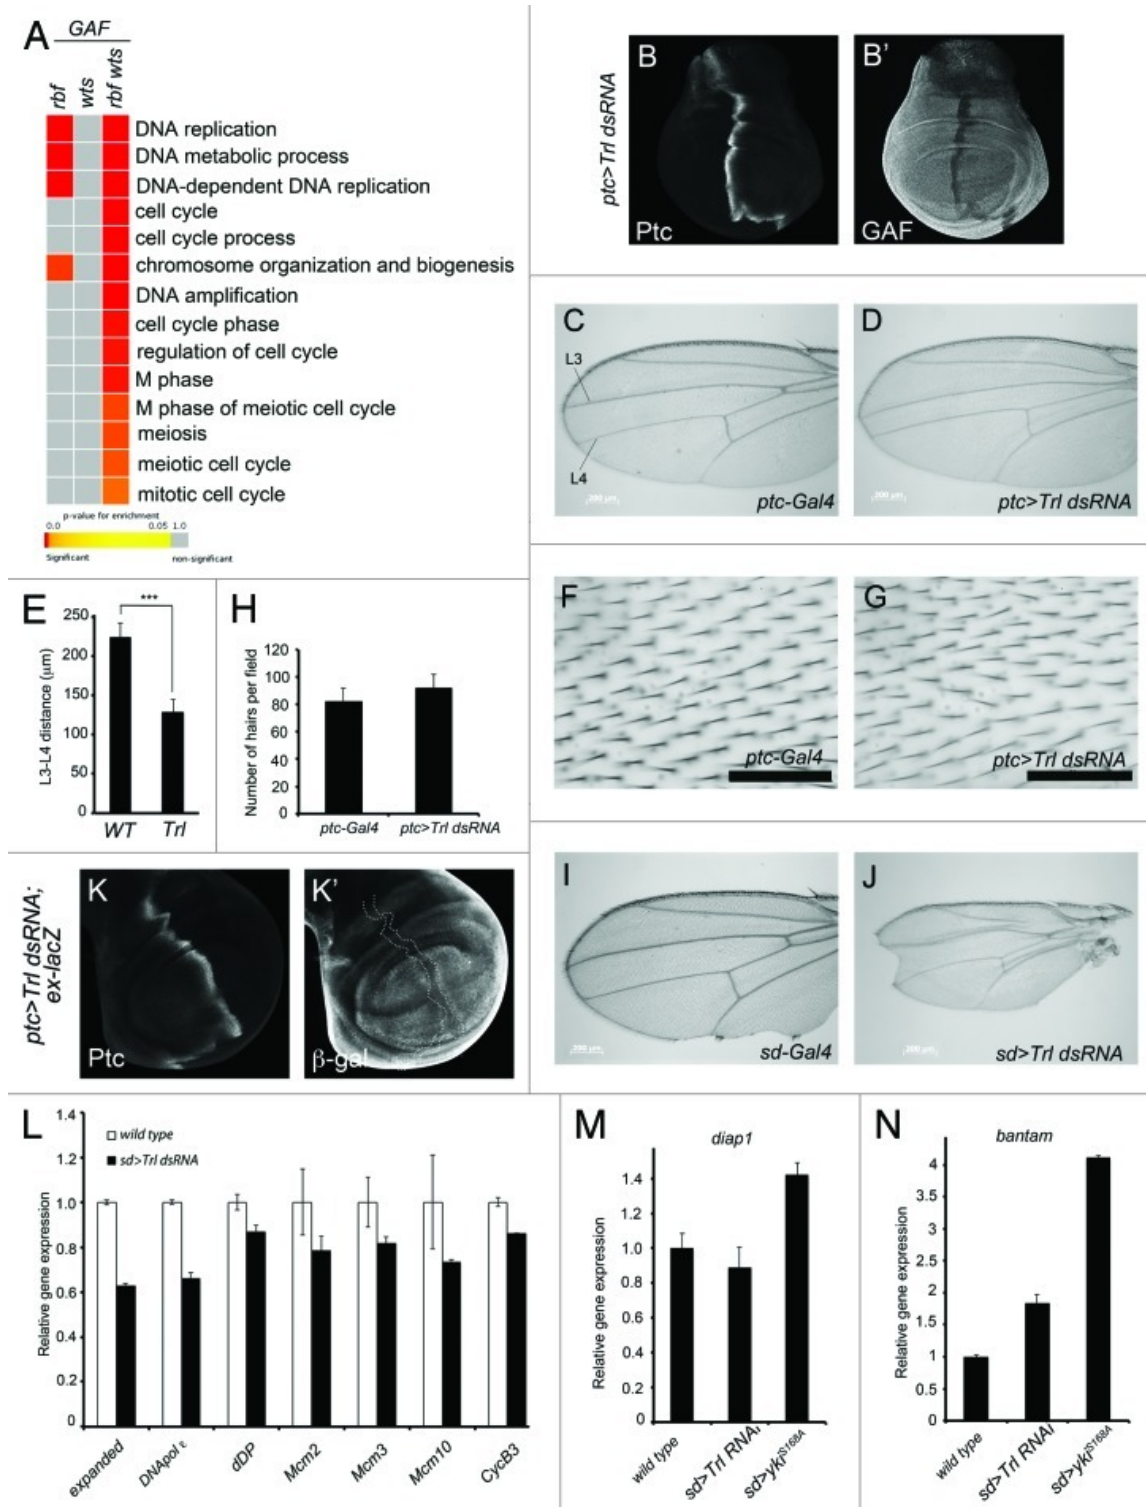 A
GAF
rbf
wts
rbf wts
DNA replication
DNA metabolic process
DNA-dependent DNA replication
cell cycle
cell cycle process
chromosome organization and biogenesis
DNA amplification
cell cycle phase
regulation of cell cycle
M phase
M phase of meiotic cell cycle
meiosis
meiotic cell cycle
mitotic cell cycle
p-value for enrichment
0.0 0.05 1.0
Significant non-significant
ptc>Trl dsRNA
B
Ptc
B’
GAF
C
L3
L4
200 µm
ptc-Gal4
D
200 µm
ptc>Trl dsRNA
E
***
L3-L4 distance (µm)
250
200
150
100
50
0
WT Trl
H
Number of hairs per field
120
100
80
60
40
20
0
ptc-Gal4 ptc>Trl dsRNA
F
ptc-Gal4
G
ptc>Trl dsRNA
ptc>Trl dsRNA;
ex-lacZ
K
Ptc
K’
β-gal
I
200 µm
sd-Gal4
J
200 µm
sd>Trl dsRNA
L
wild type
sd>Trl dsRNA
Relative gene expression
1.4
1.2
1.0
0.8
0.6
0.4
0.2
0
expanded
DNApol ε
dDP
Mcm2
Mcm3
Mcm10
CycB3
M
diap1
Relative gene expression
1.4
1.2
1.0
0.8
0.6
0.4
0.2
0
wild type
sd>Trl RNAi
sd>ykiS168A
N
bantam
Relative gene expression
4
3.5
3
2.5
2
1.5
1
0.5
0
wild type
sd>Trl RNAi
sd>ykiS168A